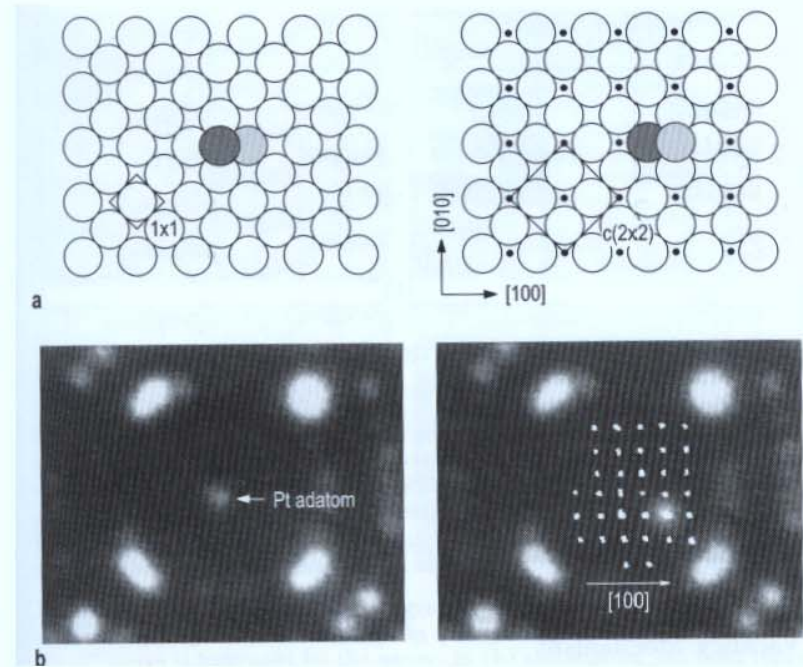 (1x1)
c(2x2)
[010]
[100]
a
Pt adatom
[100]
b